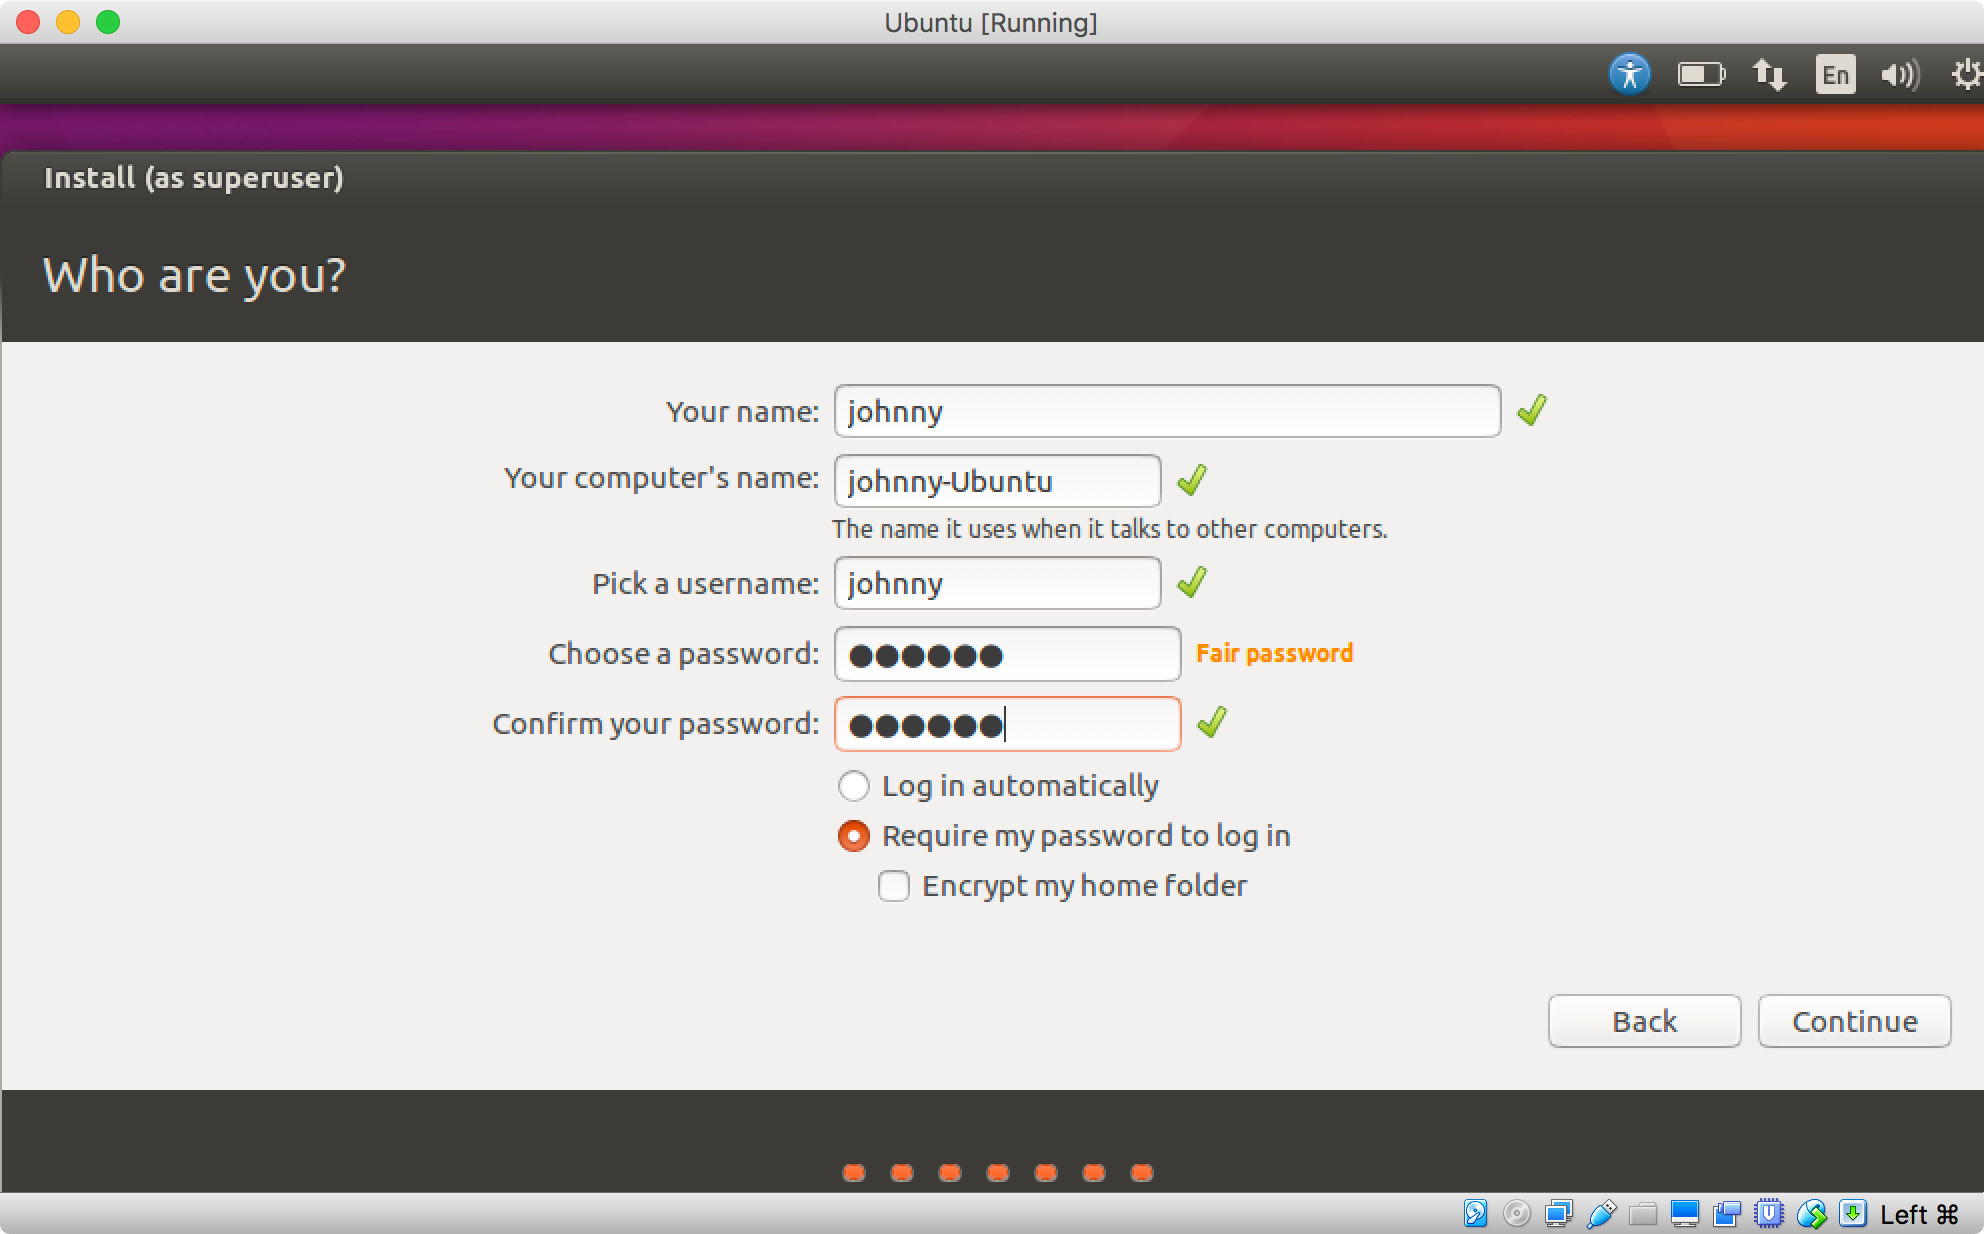 Ubuntu [Running]
En
Install (as superuser)
Who are you?
Your name: johnny
Your computer's name: johnny-Ubuntu
The name it uses when it talks to other computers.
Pick a username: johnny
Choose a password: ●●●●●● Fair password
Confirm your password: ●●●●●●
Log in automatically
Require my password to log in
Encrypt my home folder
Back Continue
Left ⌘